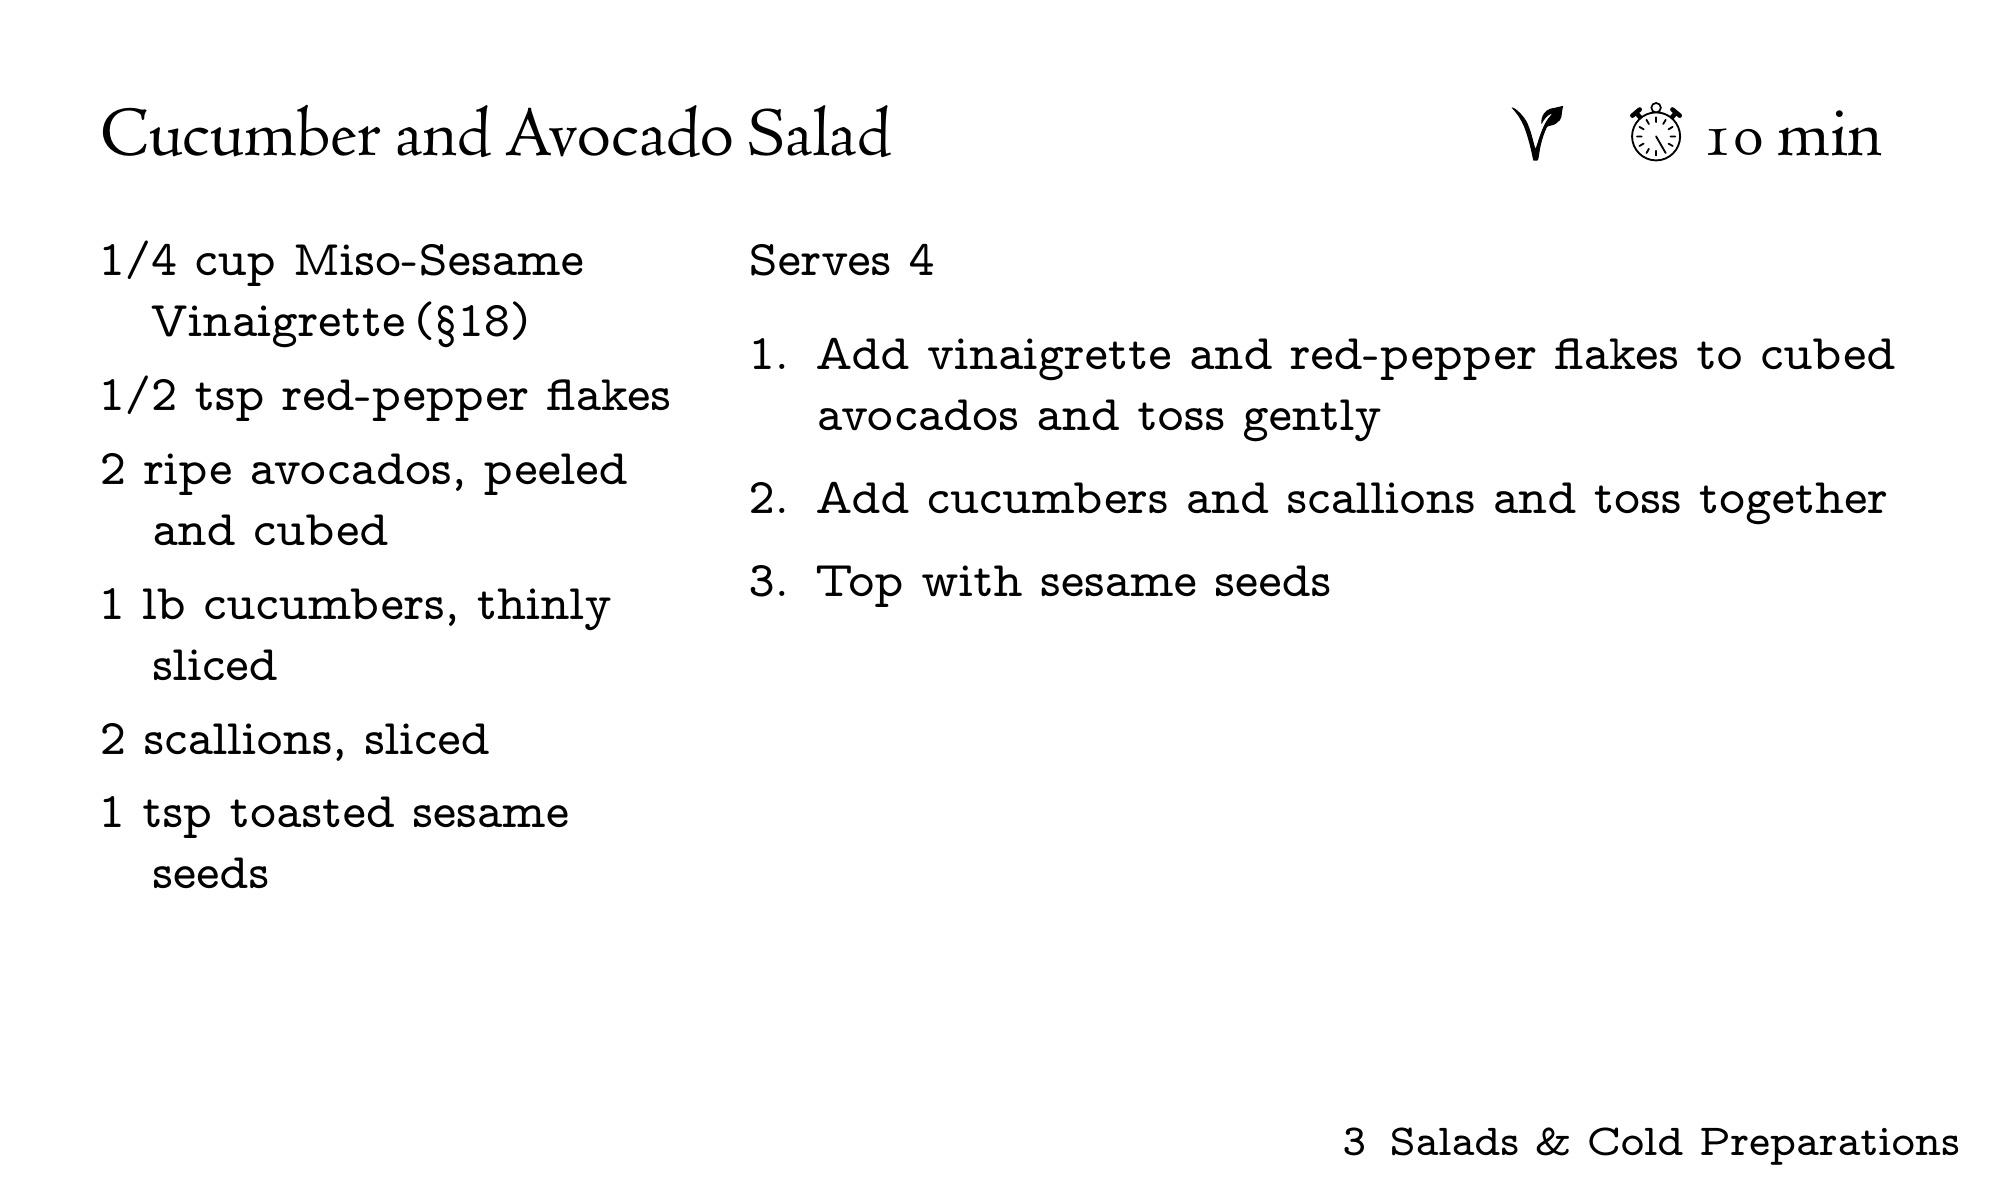 Cucumber and Avocado Salad
10 min
1/4 cup Miso-Sesame
Vinaigrette (§18)
1/2 tsp red-pepper flakes
2 ripe avocados, peeled
and cubed
1 lb cucumbers, thinly
sliced
2 scallions, sliced
1 tsp toasted sesame
seeds
Serves 4
1. Add vinaigrette and red-pepper flakes to cubed
avocados and toss gently
2. Add cucumbers and scallions and toss together
3. Top with sesame seeds
3 Salads & Cold Preparations